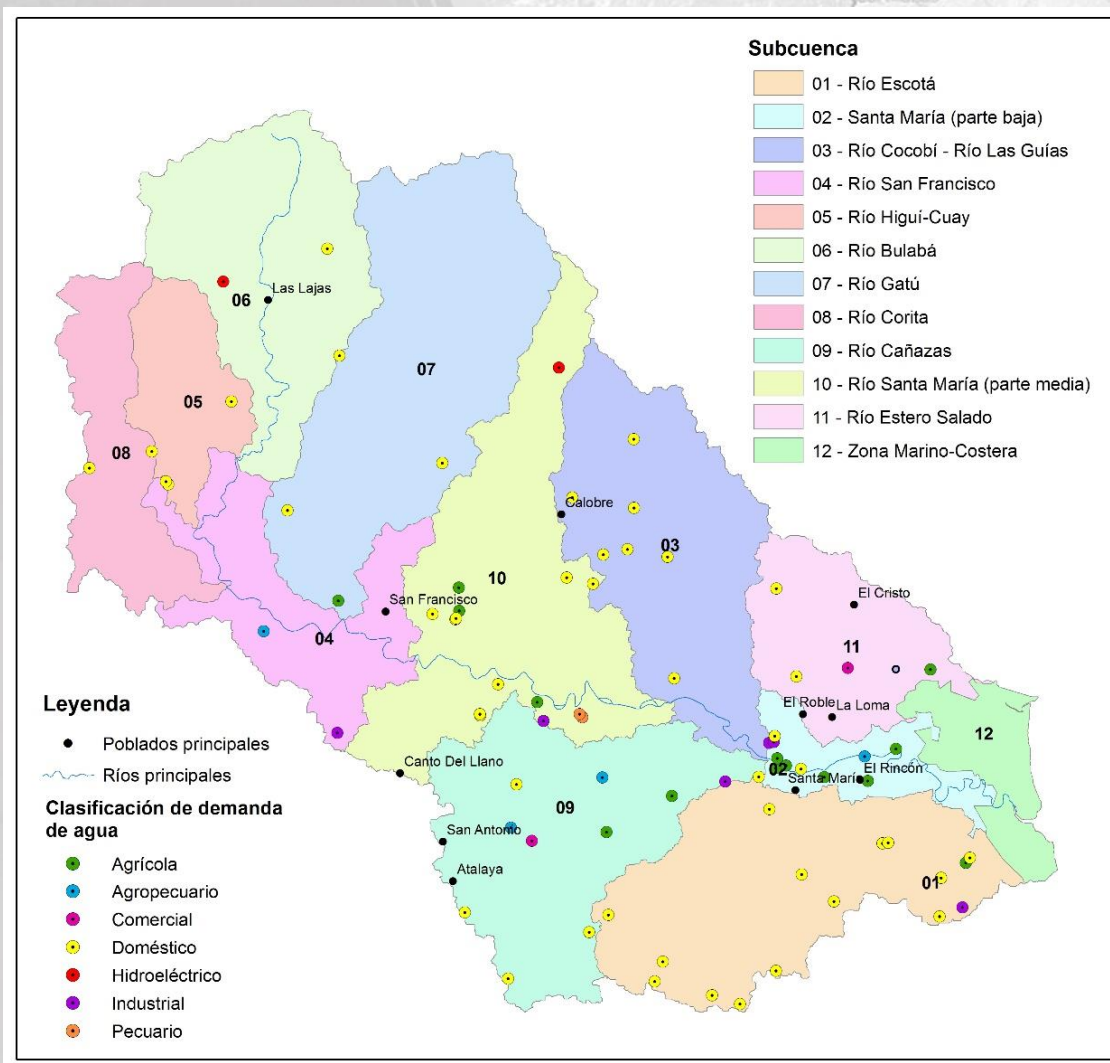 Subcuenca
01 - Río Escotá
02 - Santa María (parte baja)
03 - Río Cocobí - Río Las Guías
04 - Río San Francisco
05 - Río Higuí-Cuay
06 - Río Bulabá
07 - Río Gatú
08 - Río Corita
09 - Río Cañazas
10 - Río Santa María (parte media)
11 - Río Estero Salado
12 - Zona Marino-Costera
Las Lajas
06
07
05
08
Calobre
03
10
San Francisco
El Cristo
04
11
El Roble
La Loma
12
02
El Rincón
Santa María
Canto Del Llano
09
San Antonio
Atalaya
01
Leyenda
Poblados principales
Ríos principales
Clasificación de demanda
de agua
Agrícola
Agropecuario
Comercial
Doméstico
Hidroeléctrico
Industrial
Pecuario